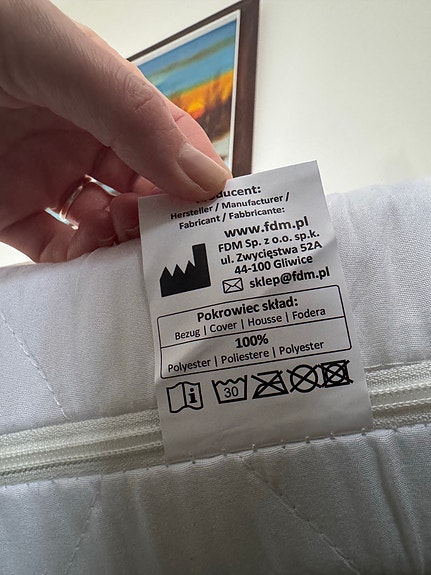 Producent:
Hersteller / Manufacturer /
Fabricant / Fabbricante:
www.fdm.pl
FDM Sp. z o.o. sp.k.
ul. Zwycięstwa 52A
44-100 Gliwice
sklep@fdm.pl
Pokrowiec skład:
Bezug | Cover | Housse | Fodera
100%
Polyester | Poliestere | Polyester
30